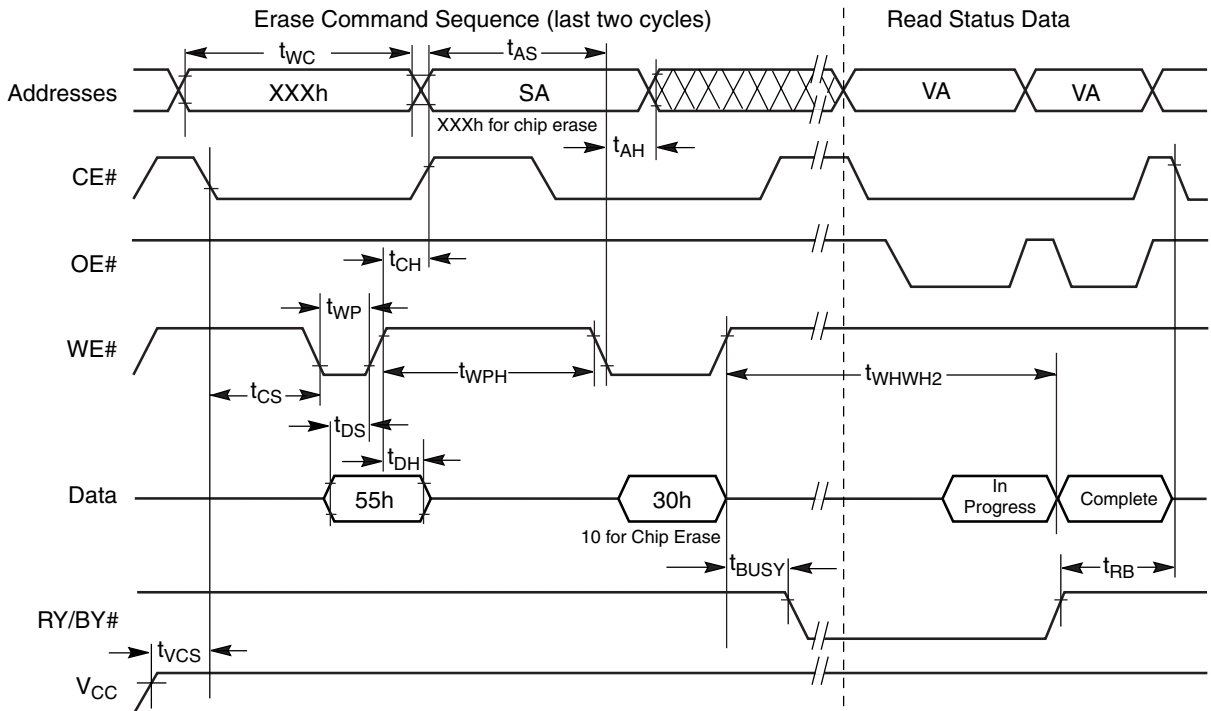 Erase Command Sequence (last two cycles) Read Status Data
tWC tAS
Addresses XXXh SA VA VA
XXXh for chip erase
tAH
CE#
OE# tCH
tWP
WE#
tWPH tWHWH2
tCS
tDS
tDH
Data 55h 30h In Progress Complete
10 for Chip Erase
tBUSY tRB
RY/BY#
tVCS
VCC